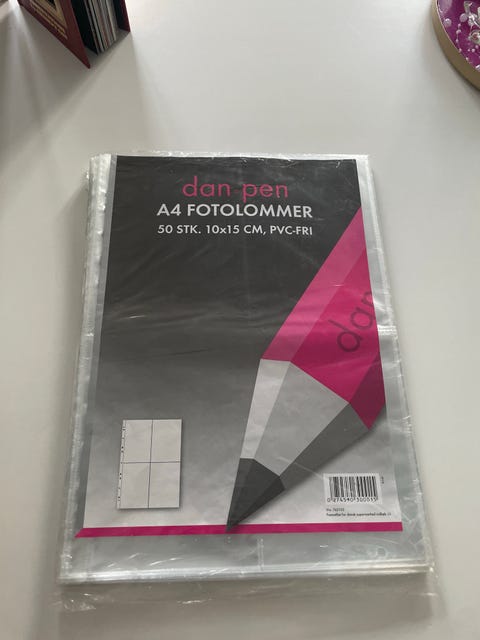 dan pen
A4 FOTOLOMMER
50 STK. 10x15 CM, PVC-FRI
dan